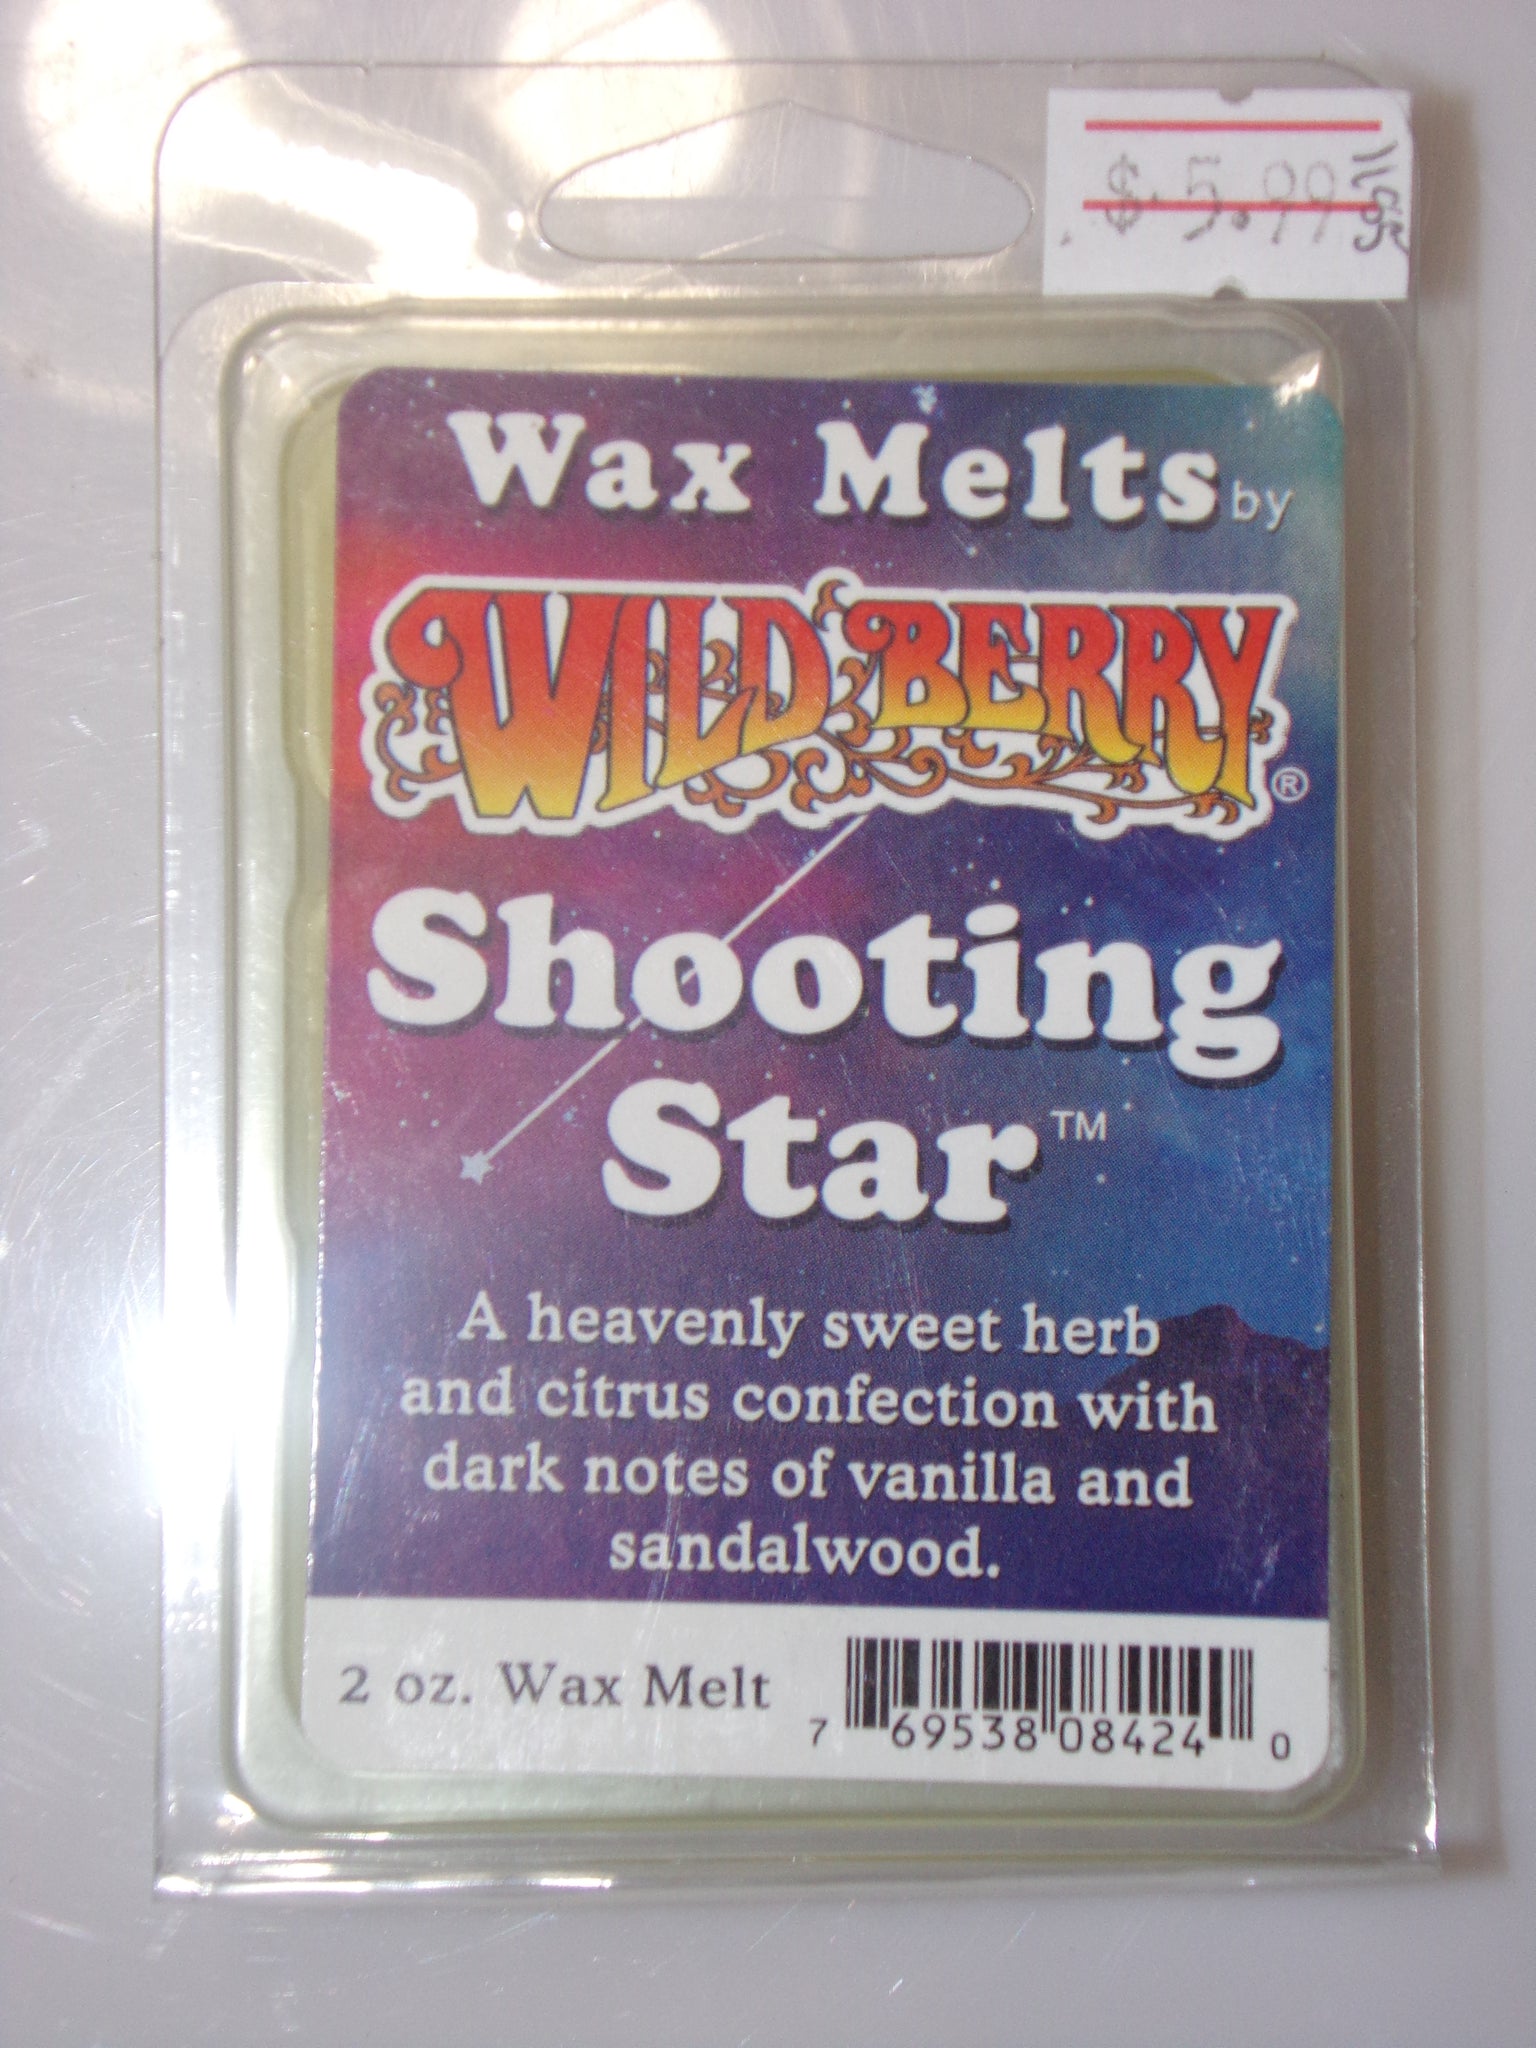 $ 5.99
Wax Melts by
WILD BERRY®
Shooting
Star™
A heavenly sweet herb
and citrus confection with
dark notes of vanilla and
sandalwood.
2 oz. Wax Melt
7 69538 08424 0